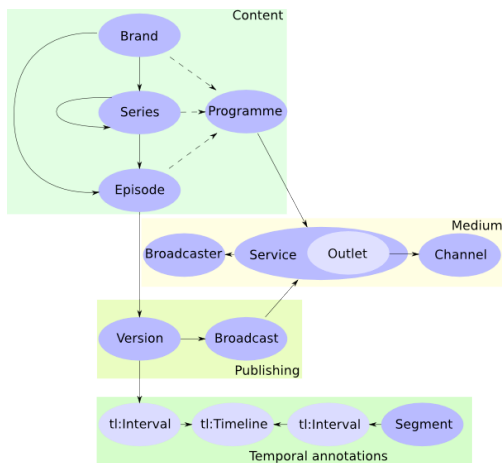 Content
Brand
Series
Programme
Episode
Medium
Broadcaster
Service
Outlet
Channel
Version
Broadcast
Publishing
tl:Interval
tl:Timeline
tl:Interval
Segment
Temporal annotations